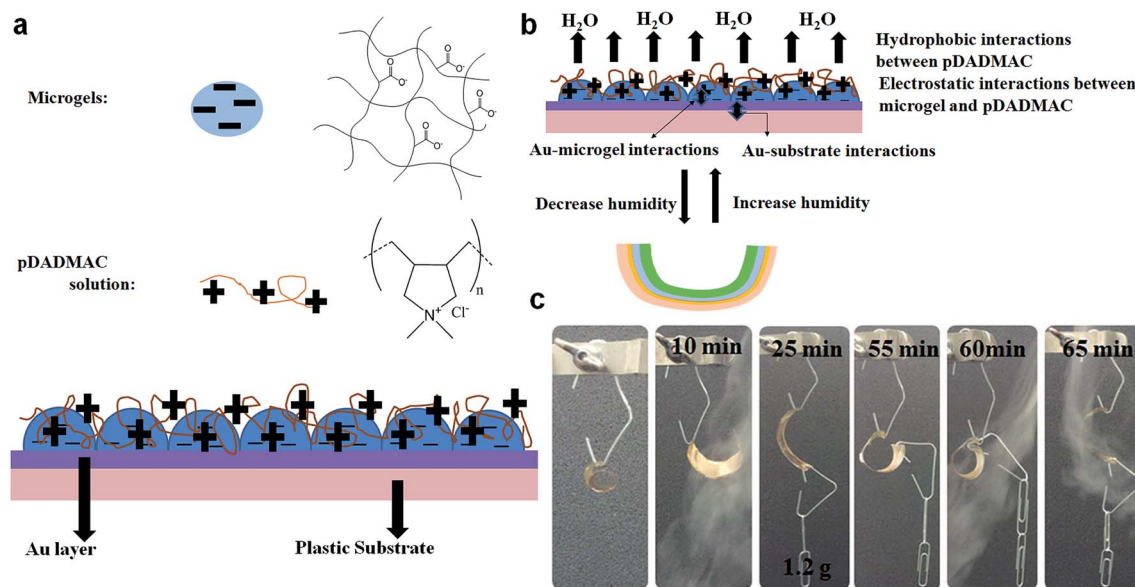 a
Microgels:
O
O-
O
O-
O
O-
O
O-
pDADMAC
solution:
n
N+
Cl-
Au layer
Plastic Substrate
b
H2O H2O H2O H2O
Hydrophobic interactions
between pDADMAC
Electrostatic interactions between
microgel and pDADMAC
Au-microgel interactions
Au-substrate interactions
Decrease humidity
Increase humidity
c
10 min
25 min
55 min
60min
65 min
1.2 g